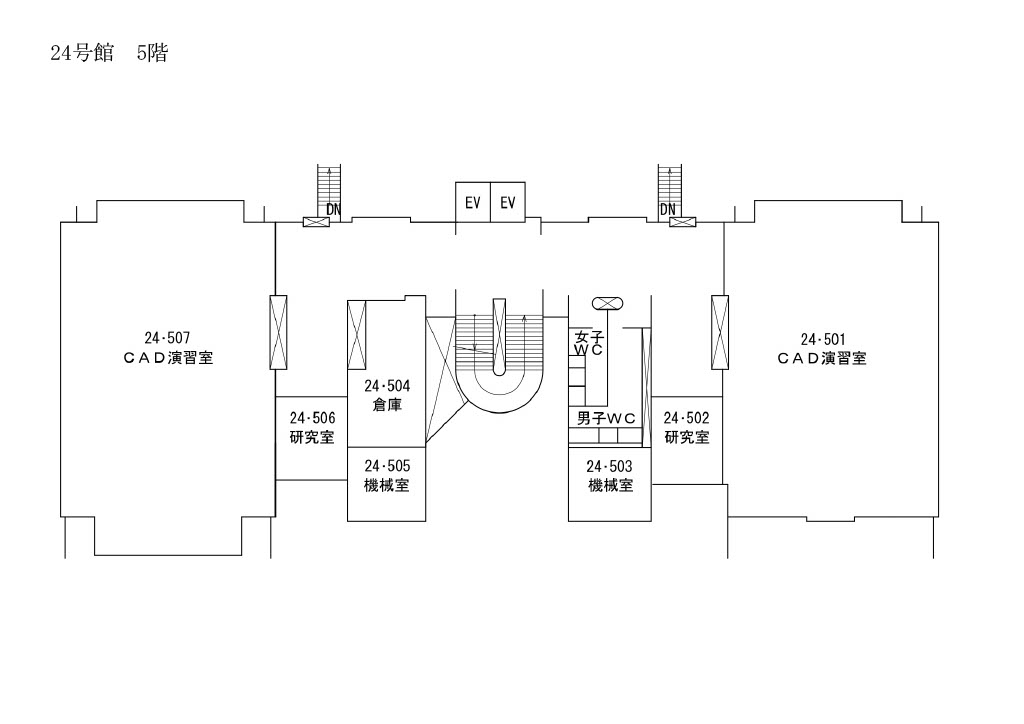 24号館　5階
DN
EV
EV
DN
24·507
ＣＡＤ演習室
24·501
ＣＡＤ演習室
女子
ＷＣ
24·504
倉庫
男子ＷＣ
24·506
研究室
24·502
研究室
24·505
機械室
24·503
機械室